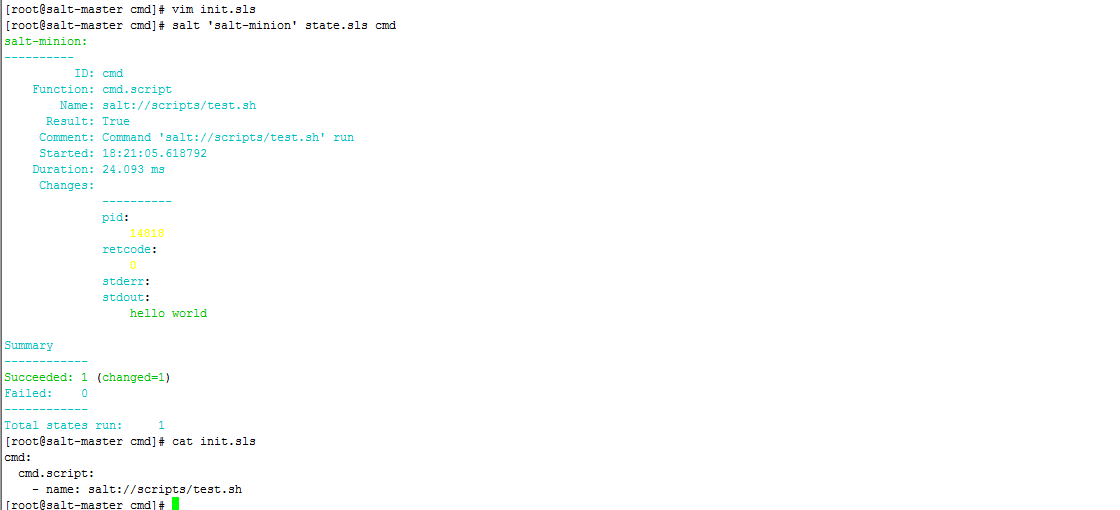 [root@salt-master cmd]# vim init.sls
[root@salt-master cmd]# salt 'salt-minion' state.sls cmd
salt-minion:
----------
          ID: cmd
    Function: cmd.script
        Name: salt://scripts/test.sh
      Result: True
     Comment: Command 'salt://scripts/test.sh' run
     Started: 18:21:05.618792
    Duration: 24.093 ms
     Changes:
              ----------
              pid:
                  14818
              retcode:
                  0
              stderr:
              stdout:
                  hello world

Summary
------------
Succeeded: 1 (changed=1)
Failed:    0
------------
Total states run:     1
[root@salt-master cmd]# cat init.sls
cmd:
  cmd.script:
    - name: salt://scripts/test.sh
[root@salt-master cmd]#